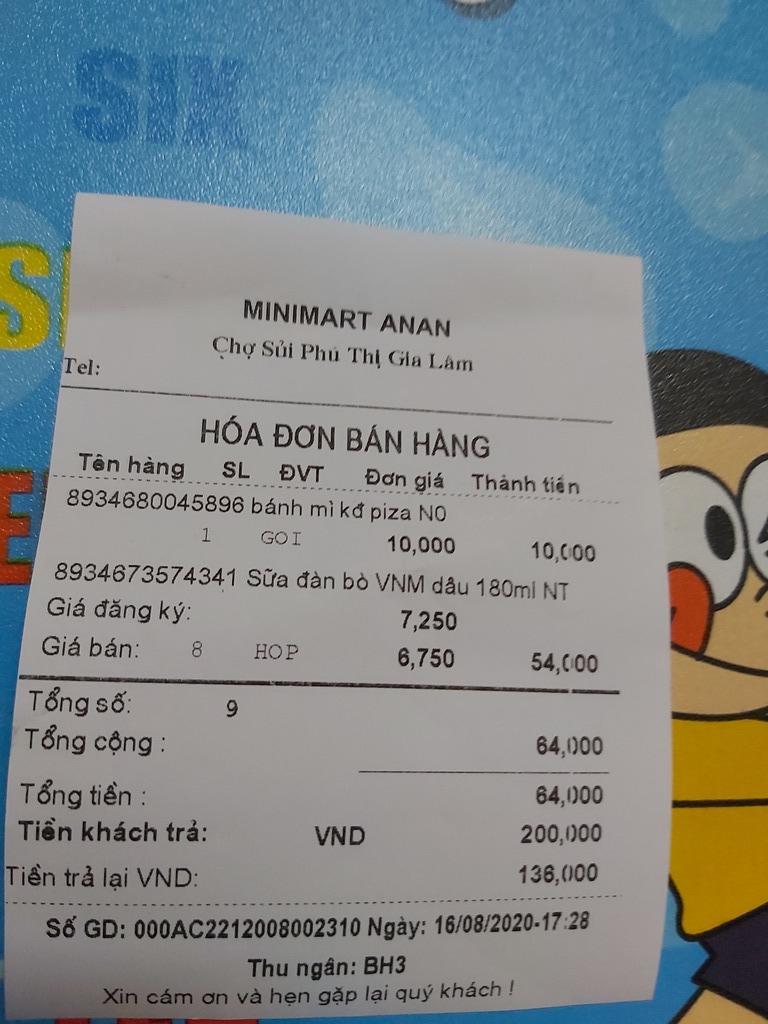 SIX
MINIMART ANAN
Chợ Sủi Phú Thị Gia Lâm
Tel:
HÓA ĐƠN BÁN HÀNG
Tên hàng SL ĐVT Đơn giá Thành tiền
8934680045896 bánh mì kđ piza N0
1 GOI 10,000 10,000
8934673574341 Sữa đàn bò VNM dâu 180ml NT
Giá đăng ký: 7,250
Giá bán: 8 HOP 6,750 54,000
Tổng số: 9
Tổng cộng : 64,000
Tổng tiền : 64,000
Tiền khách trả: VND 200,000
Tiền trả lại VND: 136,000
Số GD: 000AC2212008002310 Ngày: 16/08/2020-17:28
Thu ngân: BH3
Xin cám ơn và hẹn gặp lại quý khách !